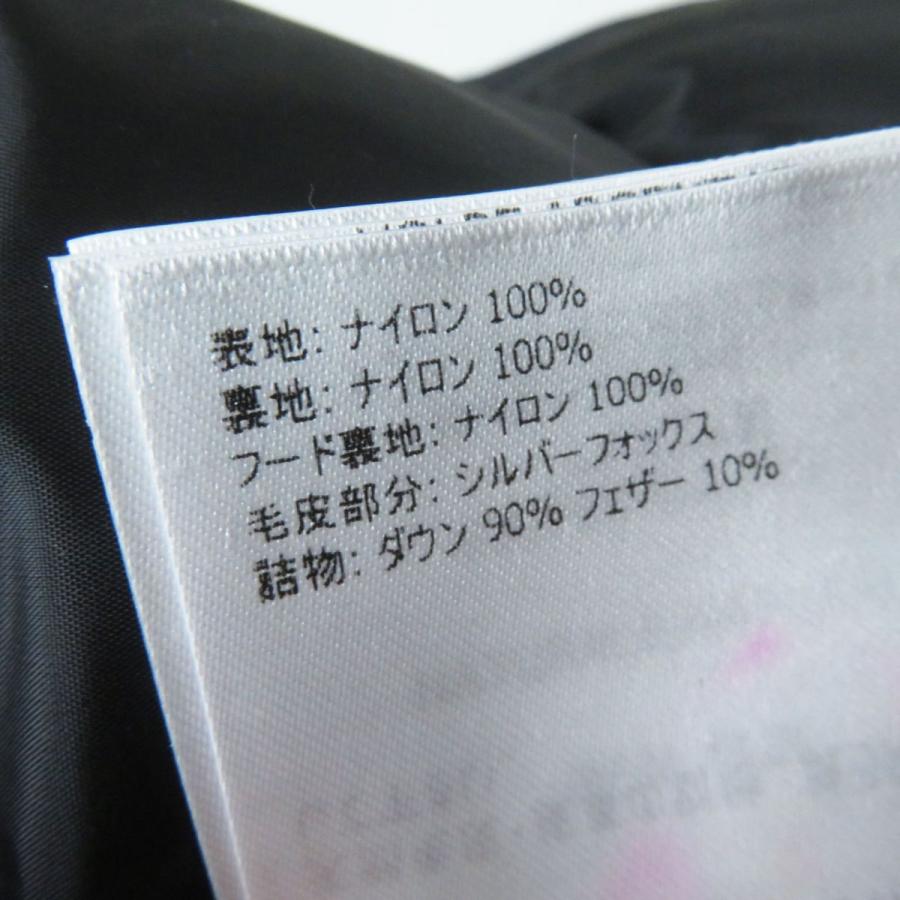 表地: ナイロン 100%
裏地: ナイロン 100%
フード裏地: ナイロン 100%
毛皮部分: シルバーフォックス
詰物: ダウン 90% フェザー 10%